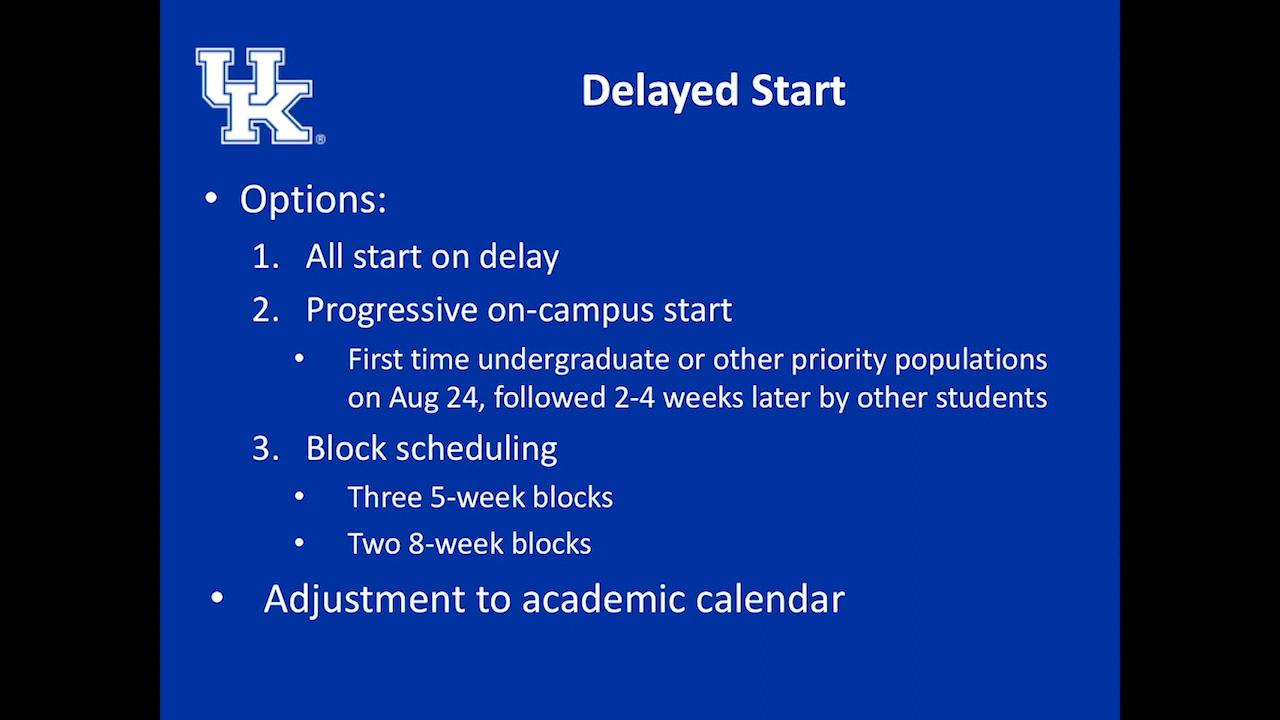 UK®
Delayed Start
• Options:
1. All start on delay
2. Progressive on-campus start
• First time undergraduate or other priority populations
on Aug 24, followed 2-4 weeks later by other students
3. Block scheduling
• Three 5-week blocks
• Two 8-week blocks
• Adjustment to academic calendar